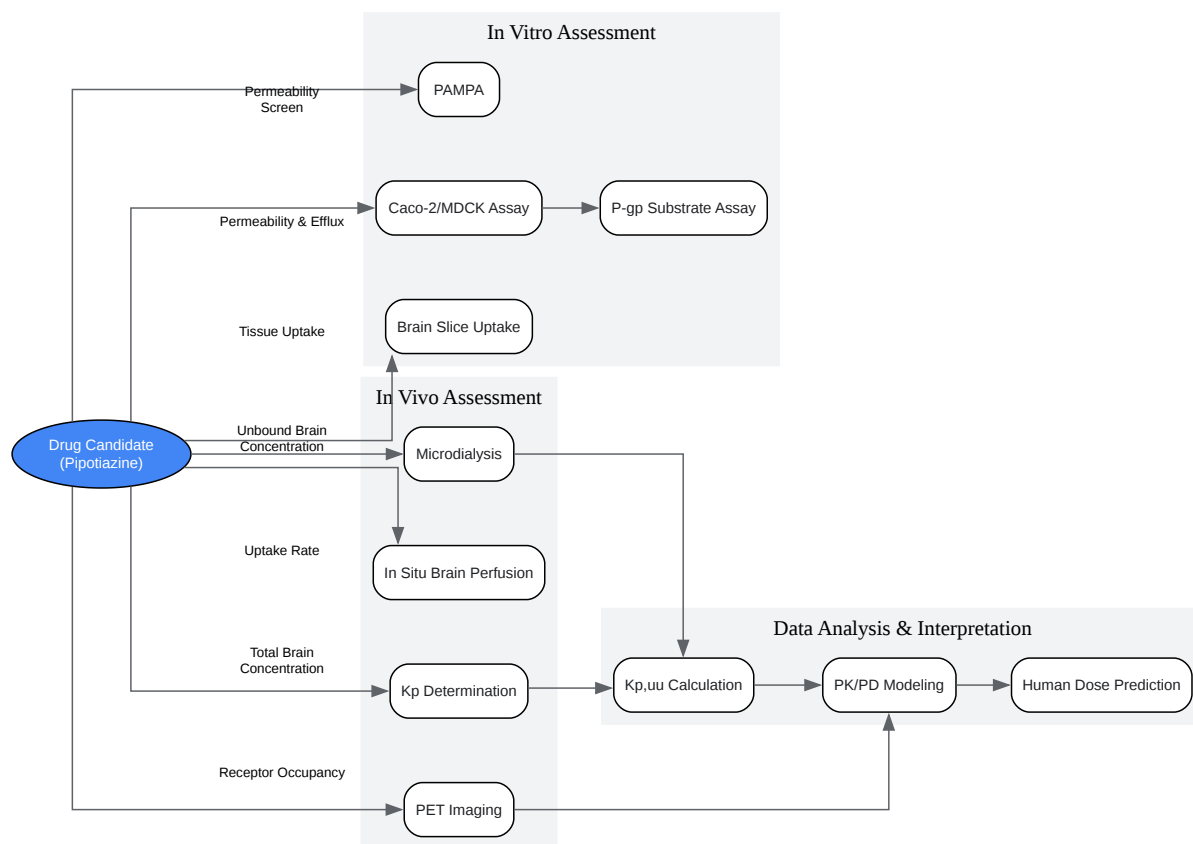 In Vitro Assessment
PAMPA
Permeability
Screen
Caco-2/MDCK Assay
P-gp Substrate Assay
Permeability & Efflux
Brain Slice Uptake
Tissue Uptake
In Vivo Assessment
Unbound Brain
Concentration
Microdialysis
Drug Candidate
(Pipotiazine)
Uptake Rate
In Situ Brain Perfusion
Data Analysis & Interpretation
Total Brain
Concentration
Kp Determination
Kp,uu Calculation
PK/PD Modeling
Human Dose Prediction
Receptor Occupancy
PET Imaging